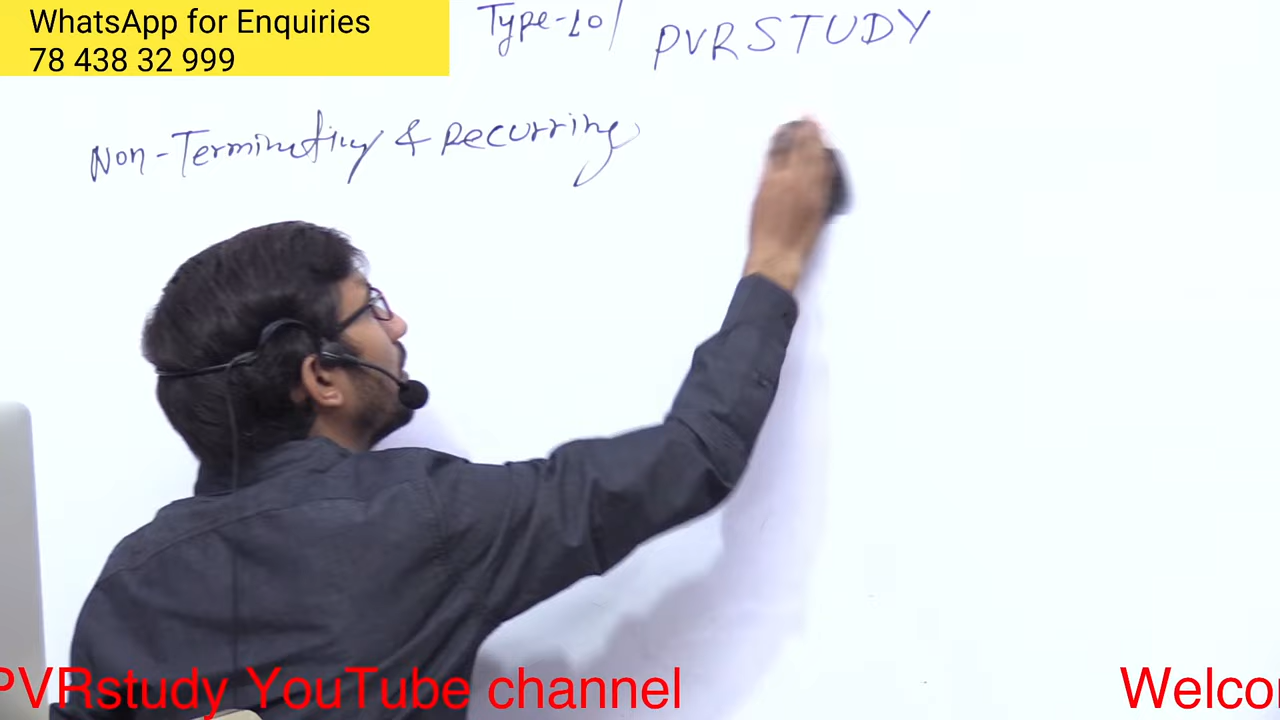 WhatsApp for Enquiries
78 438 32 999
Type-10/
PVRSTUDY
Non-Terminating & Recurring
PVRstudy YouTube channel
Welco